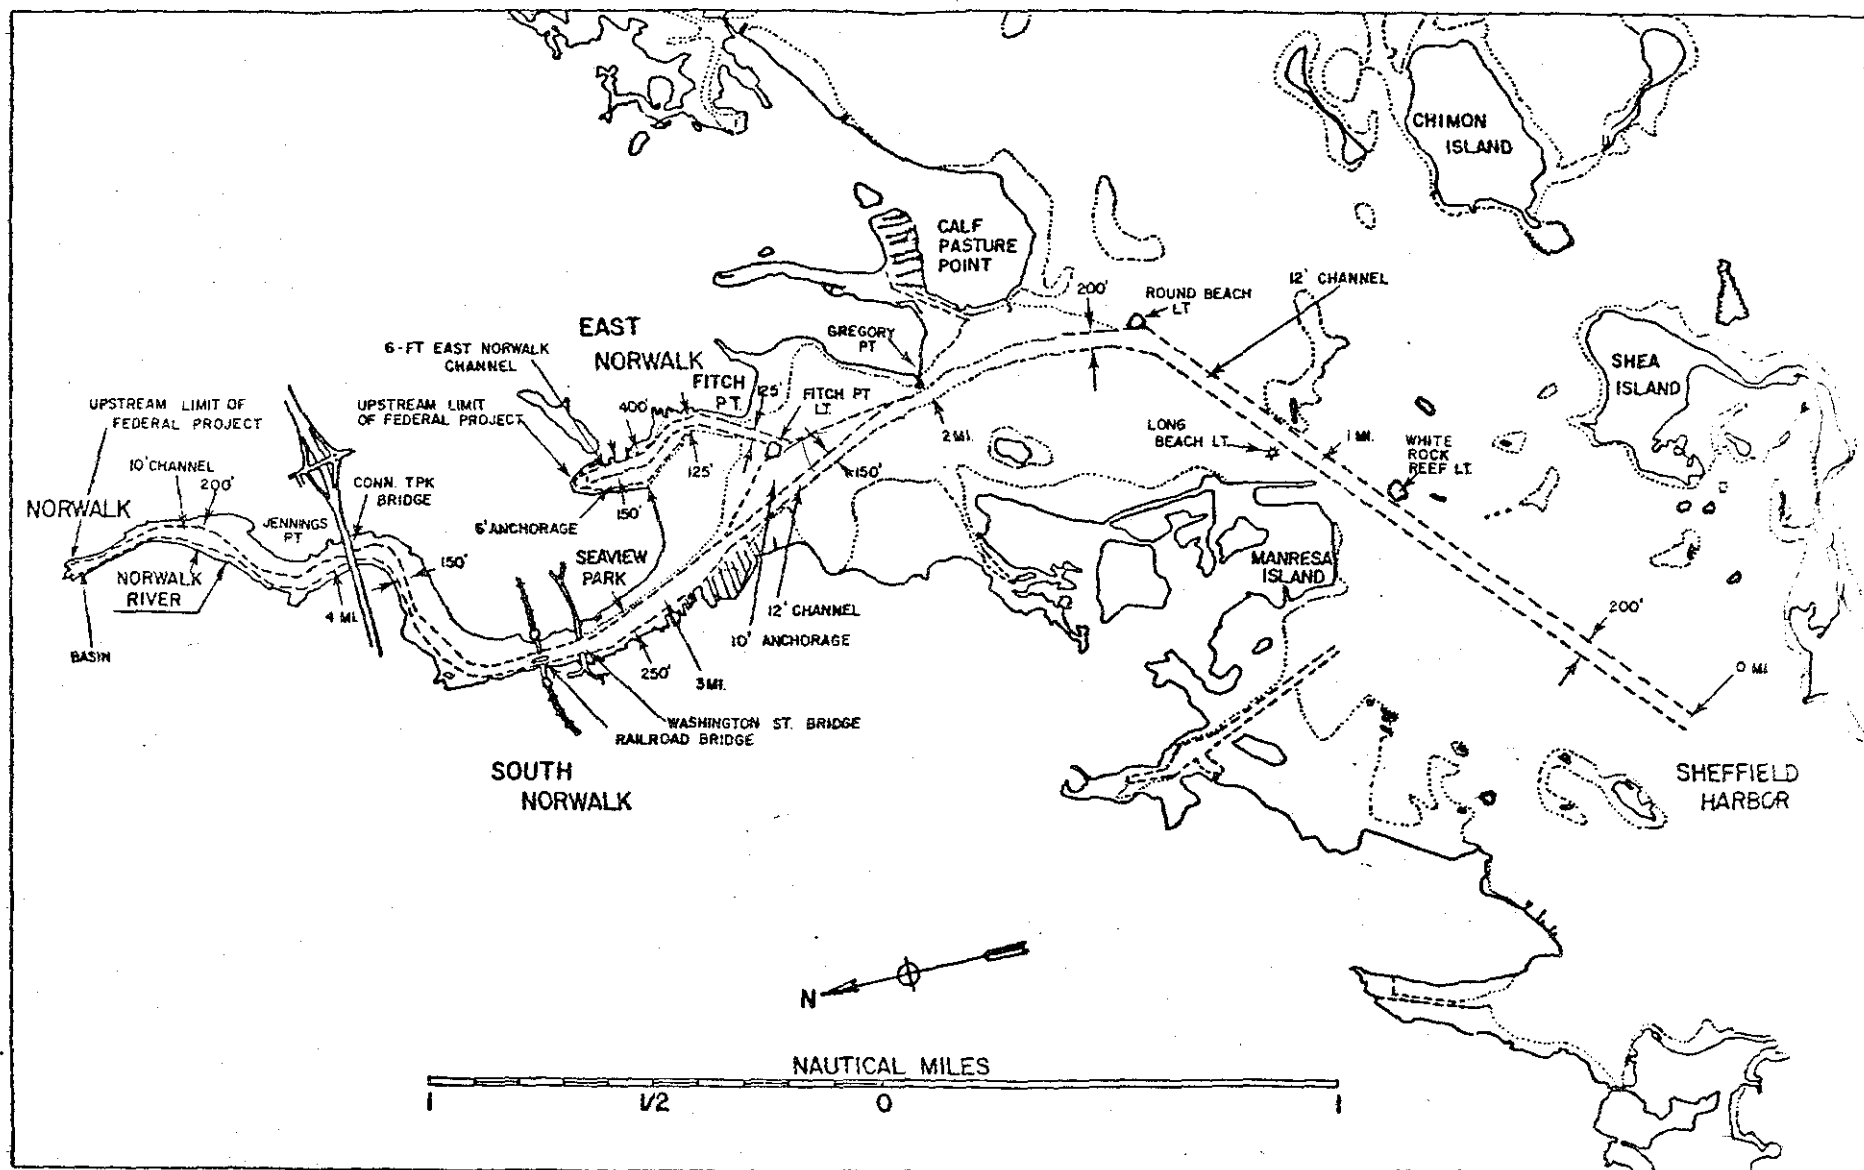 CHIMON
ISLAND
CALF
PASTURE
POINT
200'
ROUND BEACH
LT.
12' CHANNEL
EAST
NORWALK
GREGORY
PT
SHEA
ISLAND
6-FT EAST NORWALK
CHANNEL
FITCH
PT.
125'
FITCH PT
LT.
UPSTREAM LIMIT OF
FEDERAL PROJECT
UPSTREAM LIMIT
OF FEDERAL PROJECT
400'
2 MI.
LONG
BEACH LT.
1 MI.
WHITE
ROCK
REEF LT.
10' CHANNEL
200'
CONN. TPK
BRIDGE
125'
150'
NORWALK
JENNINGS
PT
150'
6' ANCHORAGE
SEAVIEW
PARK
150'
MANRESA
ISLAND
NORWALK
RIVER
4 MI.
12' CHANNEL
200'
BASIN
10' ANCHORAGE
250'
3 MI.
0 MI.
WASHINGTON ST. BRIDGE
RAILROAD BRIDGE
SOUTH
NORWALK
SHEFFIELD
HARBOR
N
NAUTICAL MILES
1 1/2 0 1